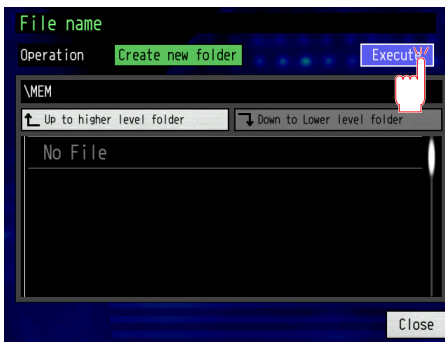 File name
Operation Create new folder Execute
\MEM
Up to higher level folder Down to Lower level folder
No File
Close